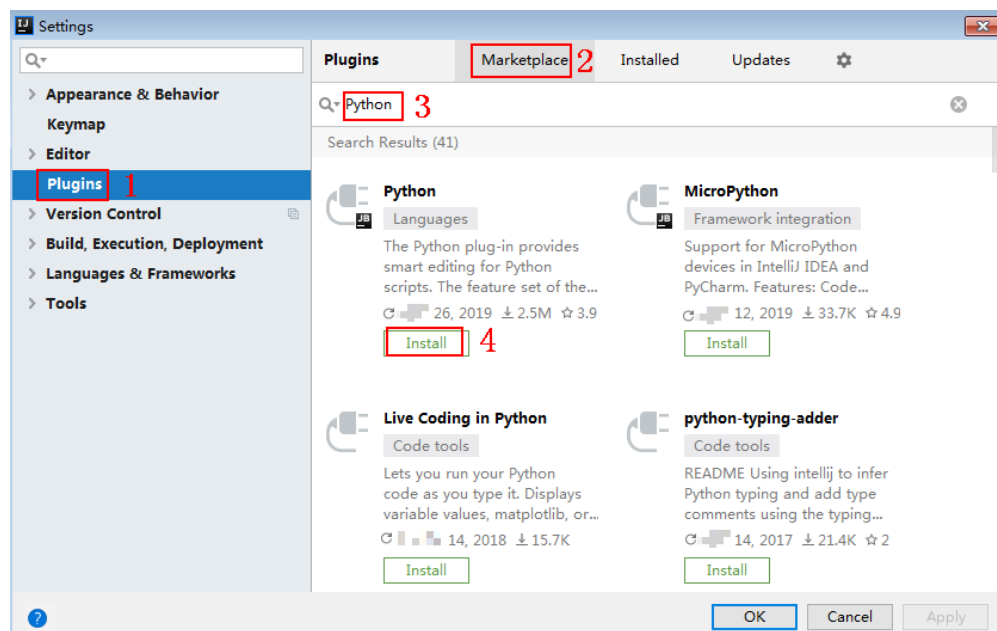 Settings
Plugins
Marketplace 2
Installed
Updates
Python 3
Search Results (41)
Appearance & Behavior
Keymap
Editor
Plugins 1
Version Control
Build, Execution, Deployment
Languages & Frameworks
Tools
Python
Languages
The Python plug-in provides
smart editing for Python
scripts. The feature set of the...
26, 2019 2.5M 3.9
Install 4
MicroPython
Framework integration
Support for MicroPython
devices in IntelliJ IDEA and
PyCharm. Features: Code...
12, 2019 33.7K 4.9
Install
Live Coding in Python
Code tools
Lets you run your Python
code as you type it. Displays
variable values, matplotlib, or...
14, 2018 15.7K
Install
python-typing-adder
Code tools
README Using intellij to infer
Python typing and add type
comments using the typing...
14, 2017 21.4K 2
Install
?
OK
Cancel
Apply